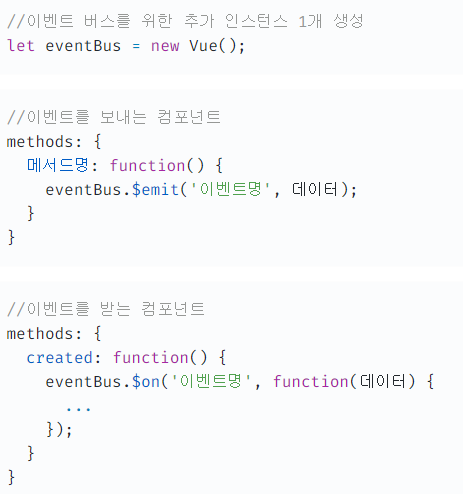 //이벤트 버스를 위한 추가 인스턴스 1개 생성
let eventBus = new Vue();
//이벤트를 보내는 컴포넌트
methods: {
  메서드명: function() {
    eventBus.$emit('이벤트명', 데이터);
  }
}
//이벤트를 받는 컴포넌트
methods: {
  created: function() {
    eventBus.$on('이벤트명', function(데이터) {
      ...
    });
  }
}